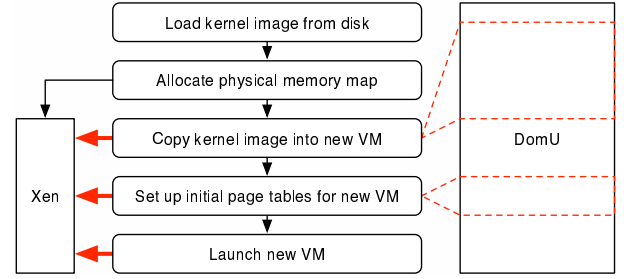 Load kernel image from disk
Allocate physical memory map
Copy kernel image into new VM
DomU
Xen
Set up initial page tables for new VM
Launch new VM